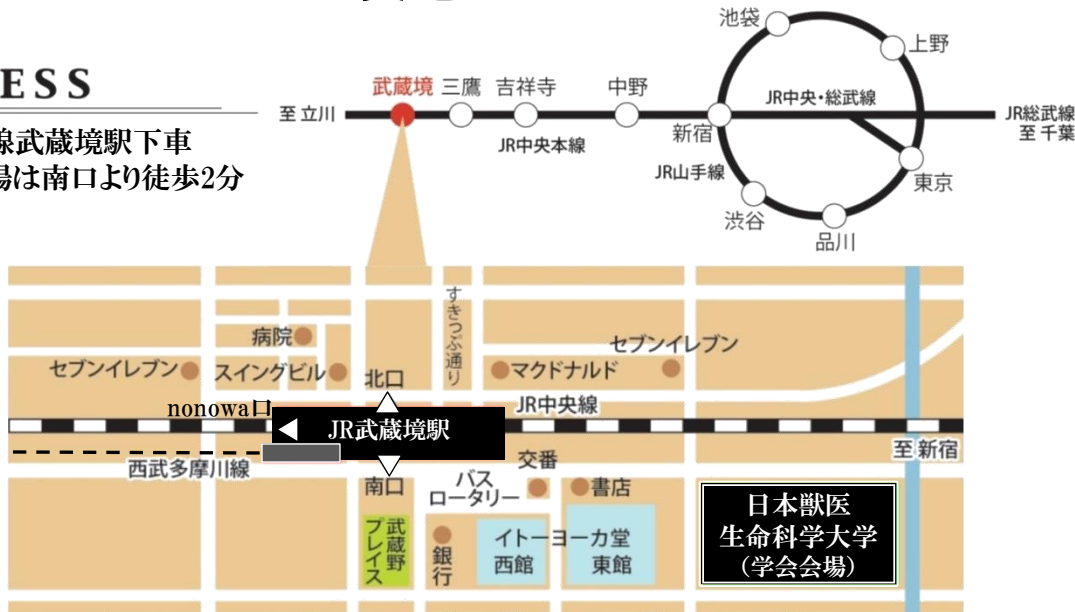 ESS
線武蔵境駅下車
場は南口より徒歩2分
池袋
上野
武蔵境
三鷹
吉祥寺
中野
至 立川
JR中央・総武線
JR総武線
至 千葉
新宿
JR中央本線
JR山手線
東京
渋谷
品川
すきっぷ通り
病院
セブンイレブン
セブンイレブン
スイングビル
北口
マクドナルド
nonowa口
JR中央線
JR武蔵境駅
至 新宿
西武多摩川線
交番
南口
バス
ロータリー
書店
武蔵野
プレイス
銀行
イトーヨーカ堂
西館
東館
日本獣医
生命科学大学
（学会会場）